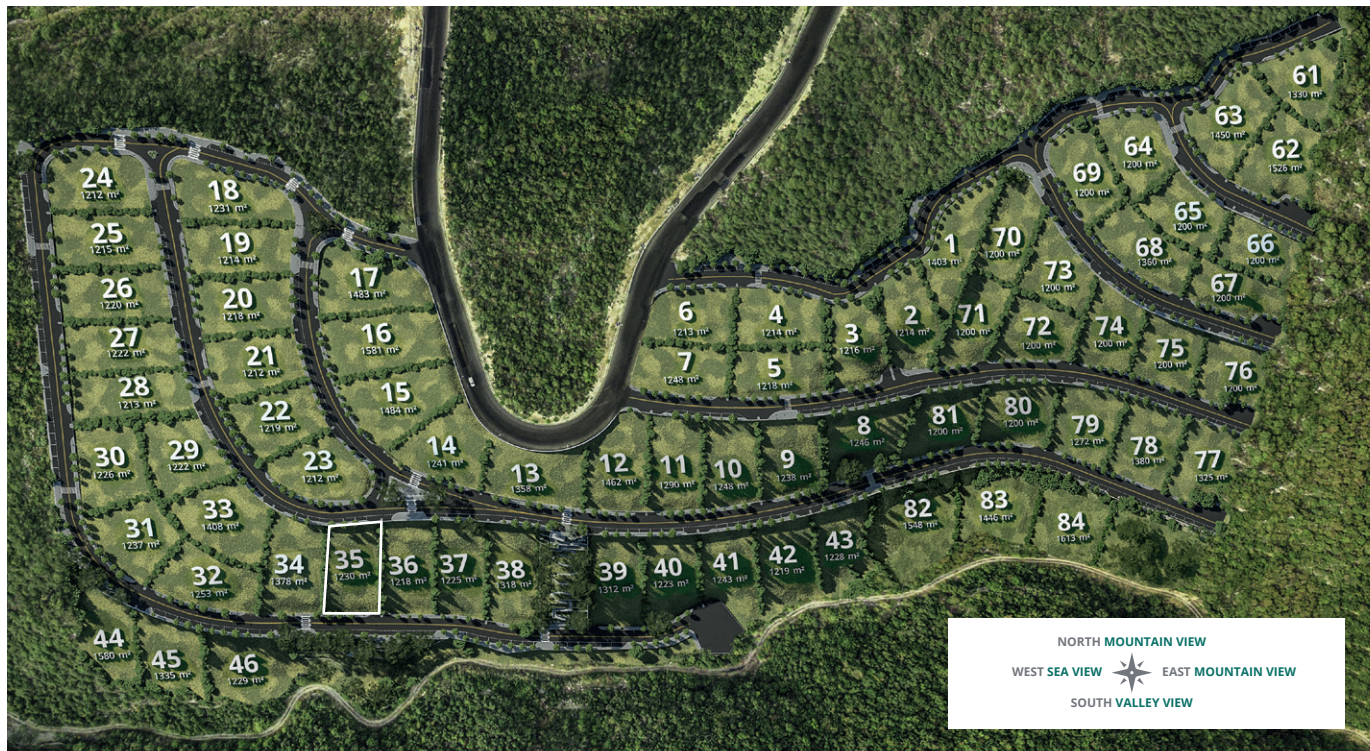 61
1330 m²
63
1450 m²
62
1526 m²
64
1200 m²
69
1200 m²
65
1200 m²
66
1200 m²
68
1360 m²
67
1200 m²
24
1212 m²
18
1231 m²
25
1215 m²
19
1214 m²
17
1483 m²
1
1403 m²
70
1200 m²
73
1200 m²
26
1220 m²
20
1218 m²
6
1213 m²
4
1214 m²
3
1216 m²
2
1214 m²
71
1200 m²
72
1200 m²
74
1200 m²
75
1200 m²
76
1200 m²
27
1222 m²
21
1212 m²
16
1581 m²
7
1248 m²
5
1218 m²
28
1213 m²
22
1219 m²
15
1484 m²
30
1226 m²
29
1222 m²
23
1212 m²
14
1241 m²
13
1358 m²
12
1462 m²
11
1290 m²
10
1248 m²
9
1238 m²
8
1246 m²
81
1200 m²
80
1200 m²
79
1272 m²
78
1380 m²
77
1325 m²
31
1237 m²
33
1408 m²
32
1253 m²
34
1378 m²
35
1230 m²
36
1218 m²
37
1225 m²
38
1318 m²
39
1312 m²
40
1223 m²
41
1243 m²
42
1219 m²
43
1228 m²
82
1548 m²
83
1446 m²
84
1613 m²
44
1580 m²
45
1335 m²
46
1229 m²
NORTH MOUNTAIN VIEW
WEST SEA VIEW EAST MOUNTAIN VIEW
SOUTH VALLEY VIEW